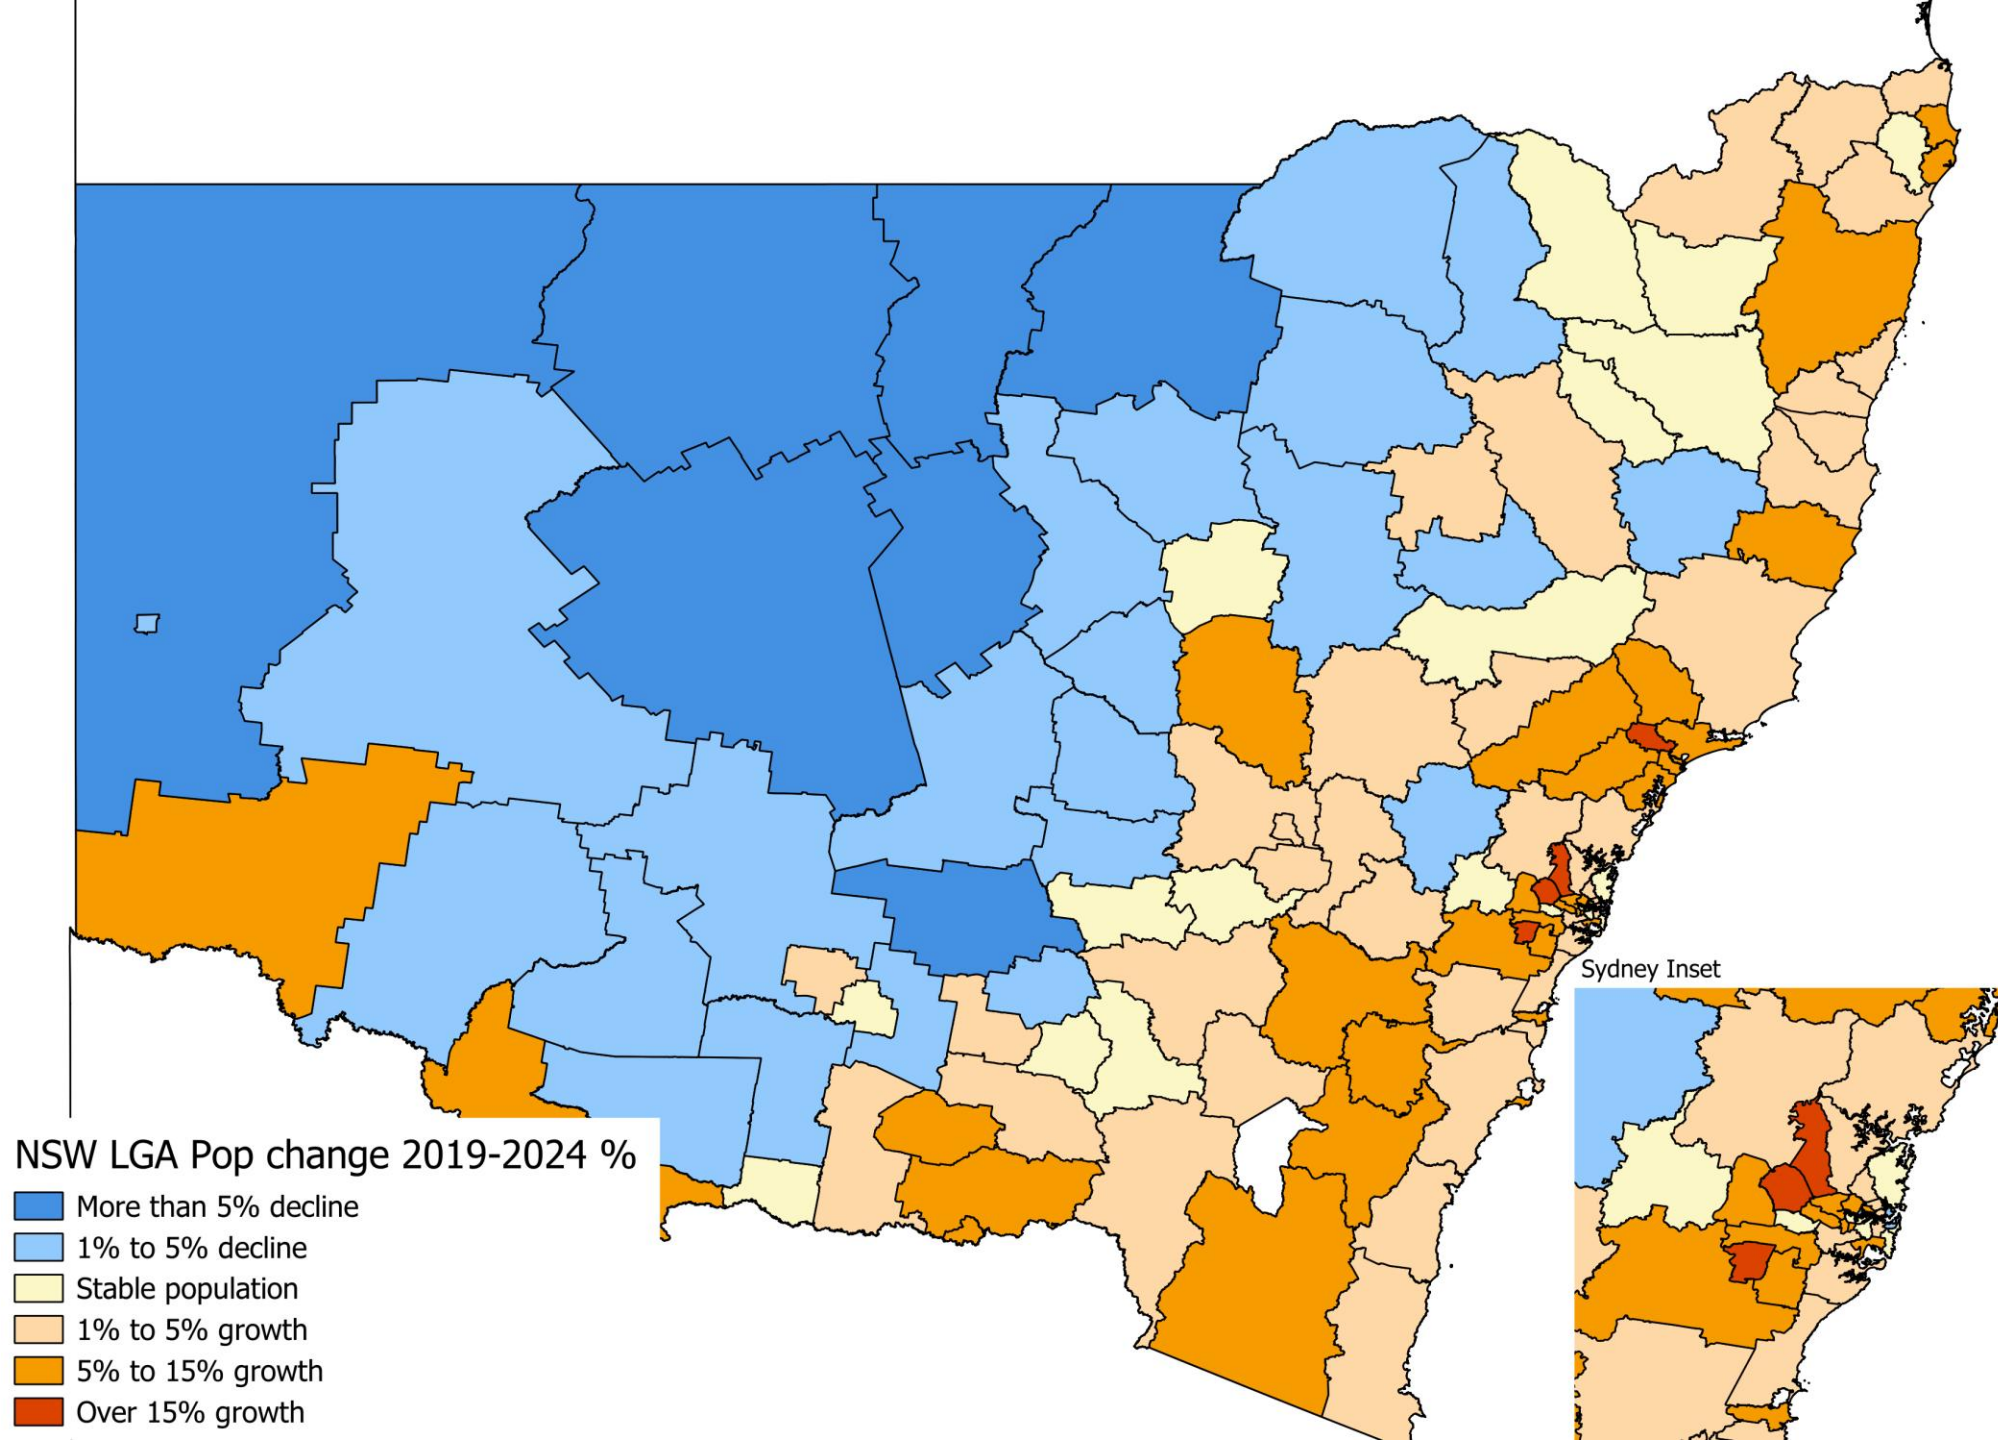 Sydney Inset
NSW LGA Pop change 2019-2024 %
More than 5% decline
1% to 5% decline
Stable population
1% to 5% growth
5% to 15% growth
Over 15% growth